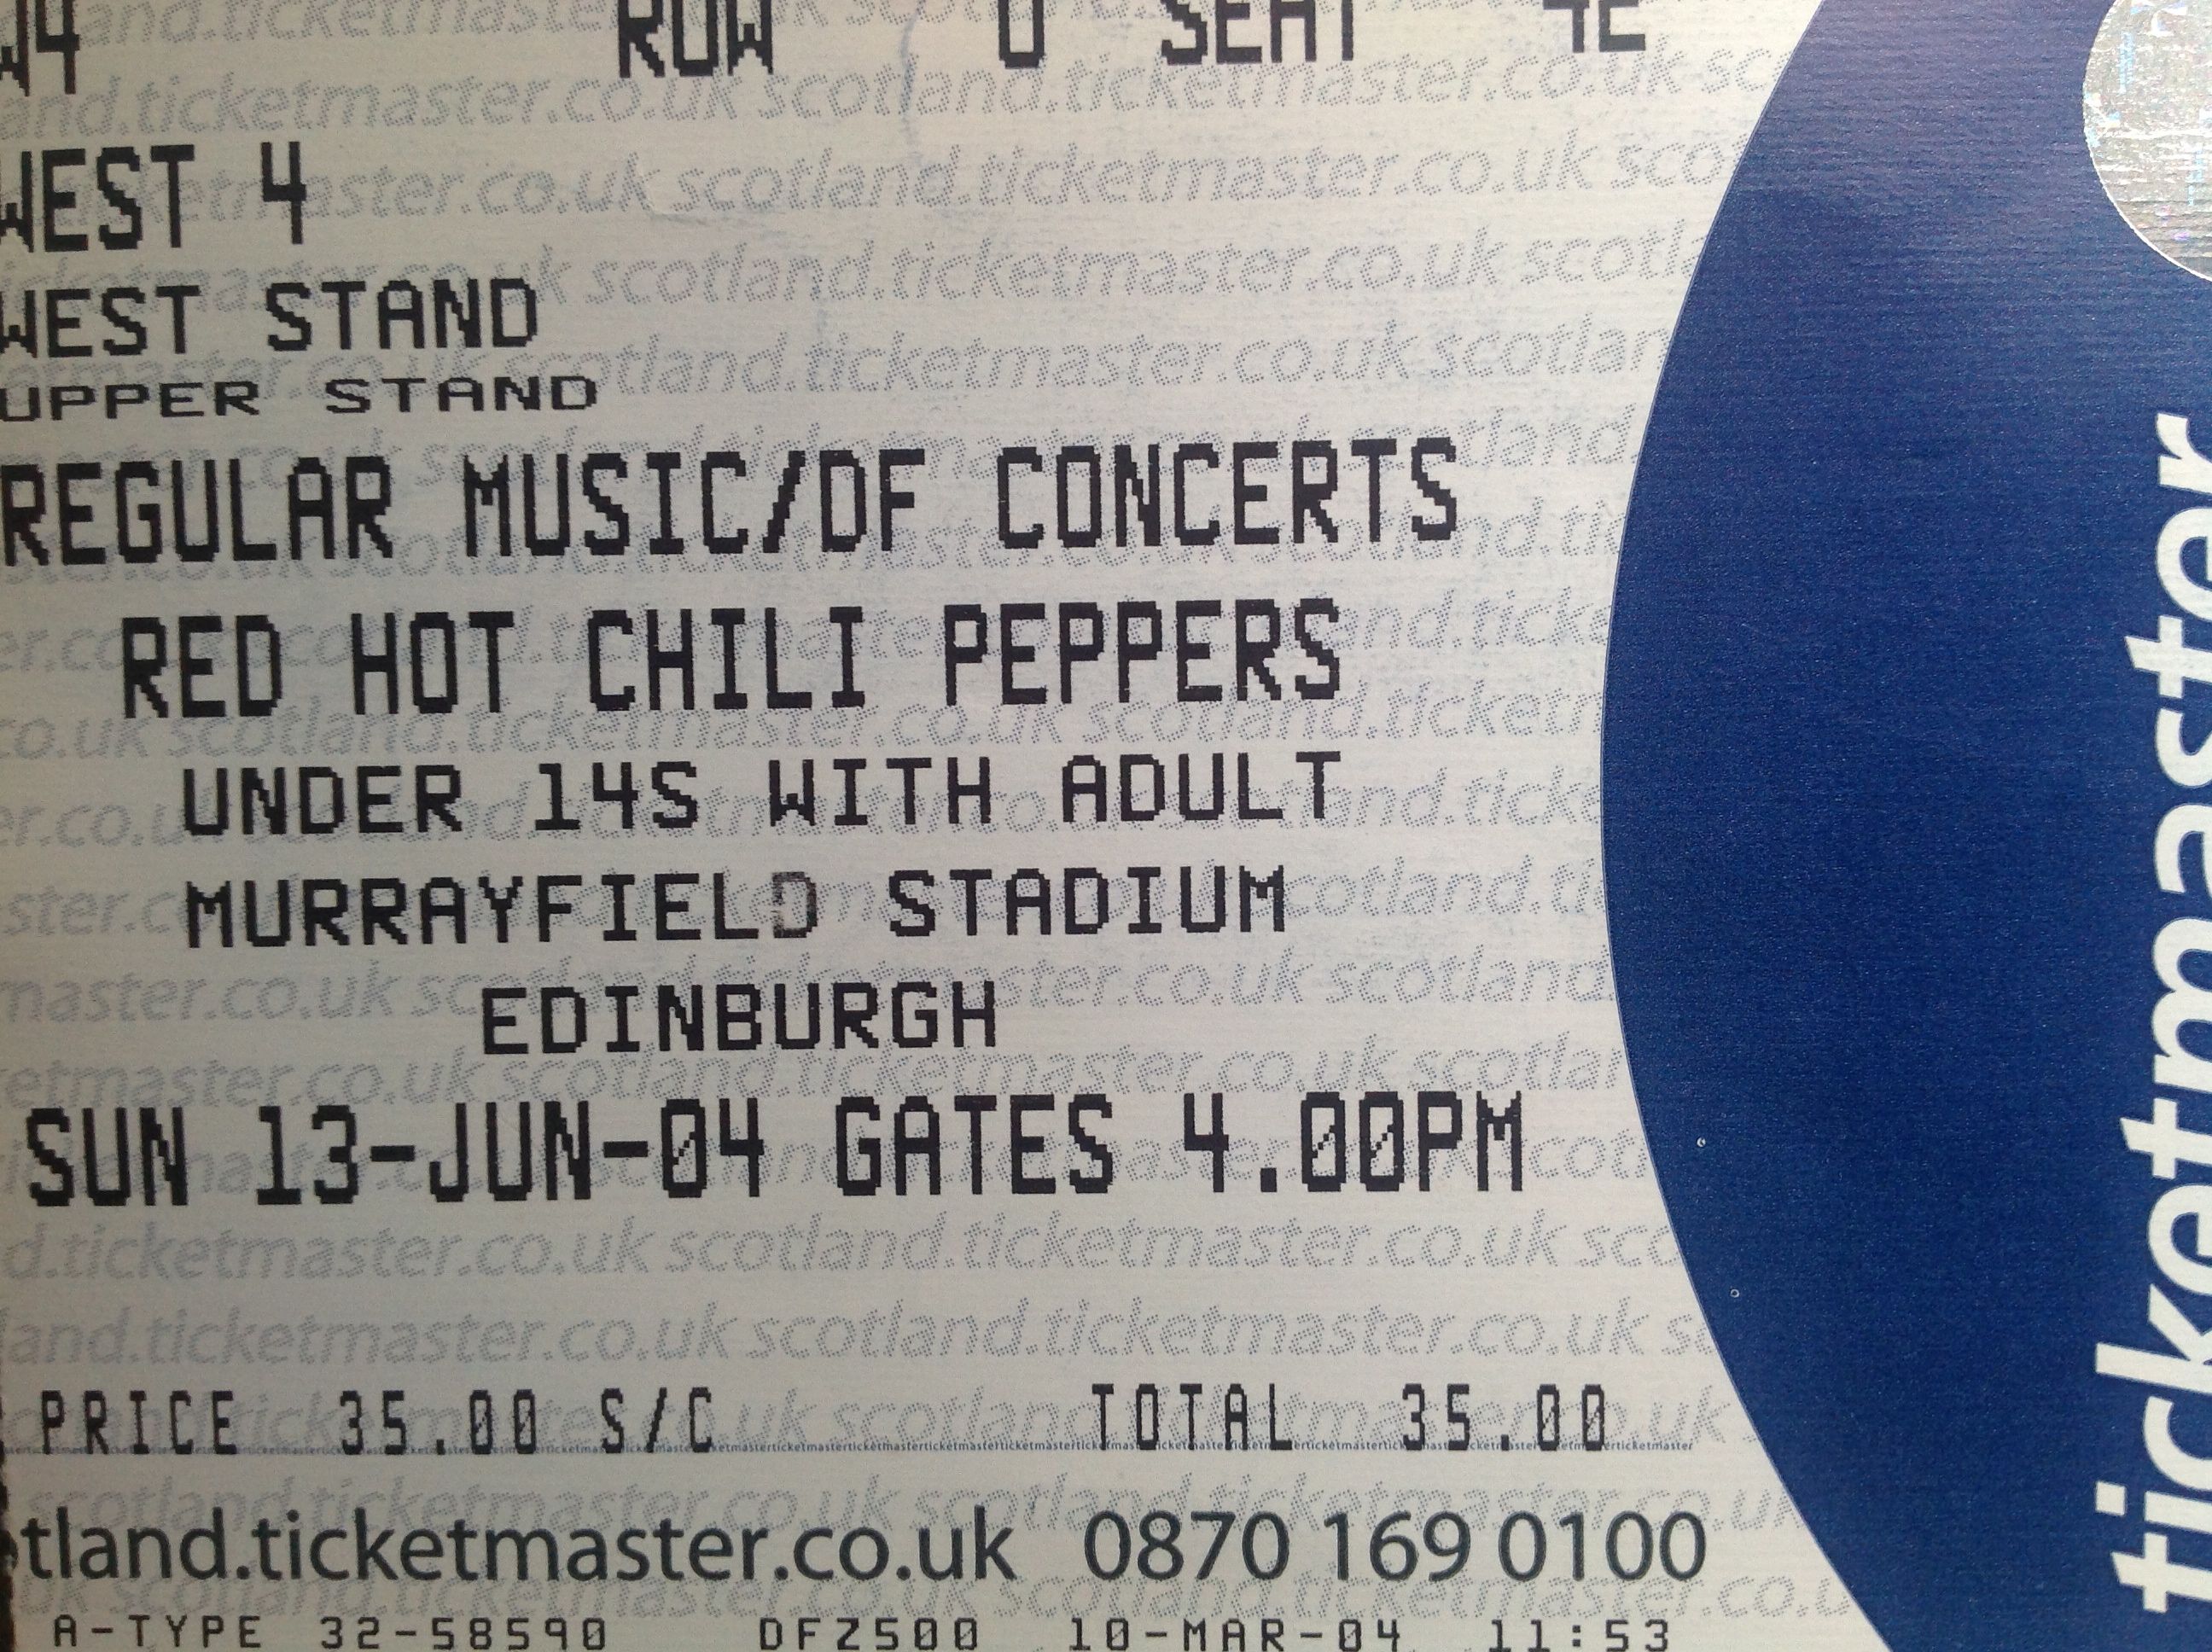 W4 ROW SEAT
WEST 4
WEST STAND
UPPER STAND
REGULAR MUSIC/DF CONCERTS
RED HOT CHILI PEPPERS
UNDER 14S WITH ADULT
MURRAYFIELD STADIUM
EDINBURGH
SUN 13-JUN-04 GATES 4.00PM
PRICE 35.00 S/C TOTAL 35.00
tland.ticketmaster.co.uk 0870 169 0100
A-TYPE 32-58590 DFZ500 10-MAR-04 11:53
ticketmaster